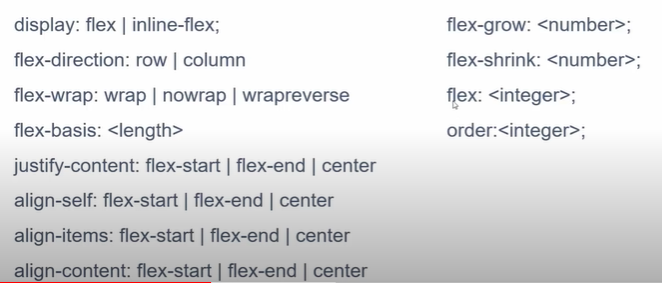 display: flex | inline-flex;
flex-direction: row | column
flex-wrap: wrap | nowrap | wrapreverse
flex-basis: <length>
justify-content: flex-start | flex-end | center
align-self: flex-start | flex-end | center
align-items: flex-start | flex-end | center
align-content: flex-start | flex-end | center
flex-grow: <number>;
flex-shrink: <number>;
flex: <integer>;
order:<integer>;